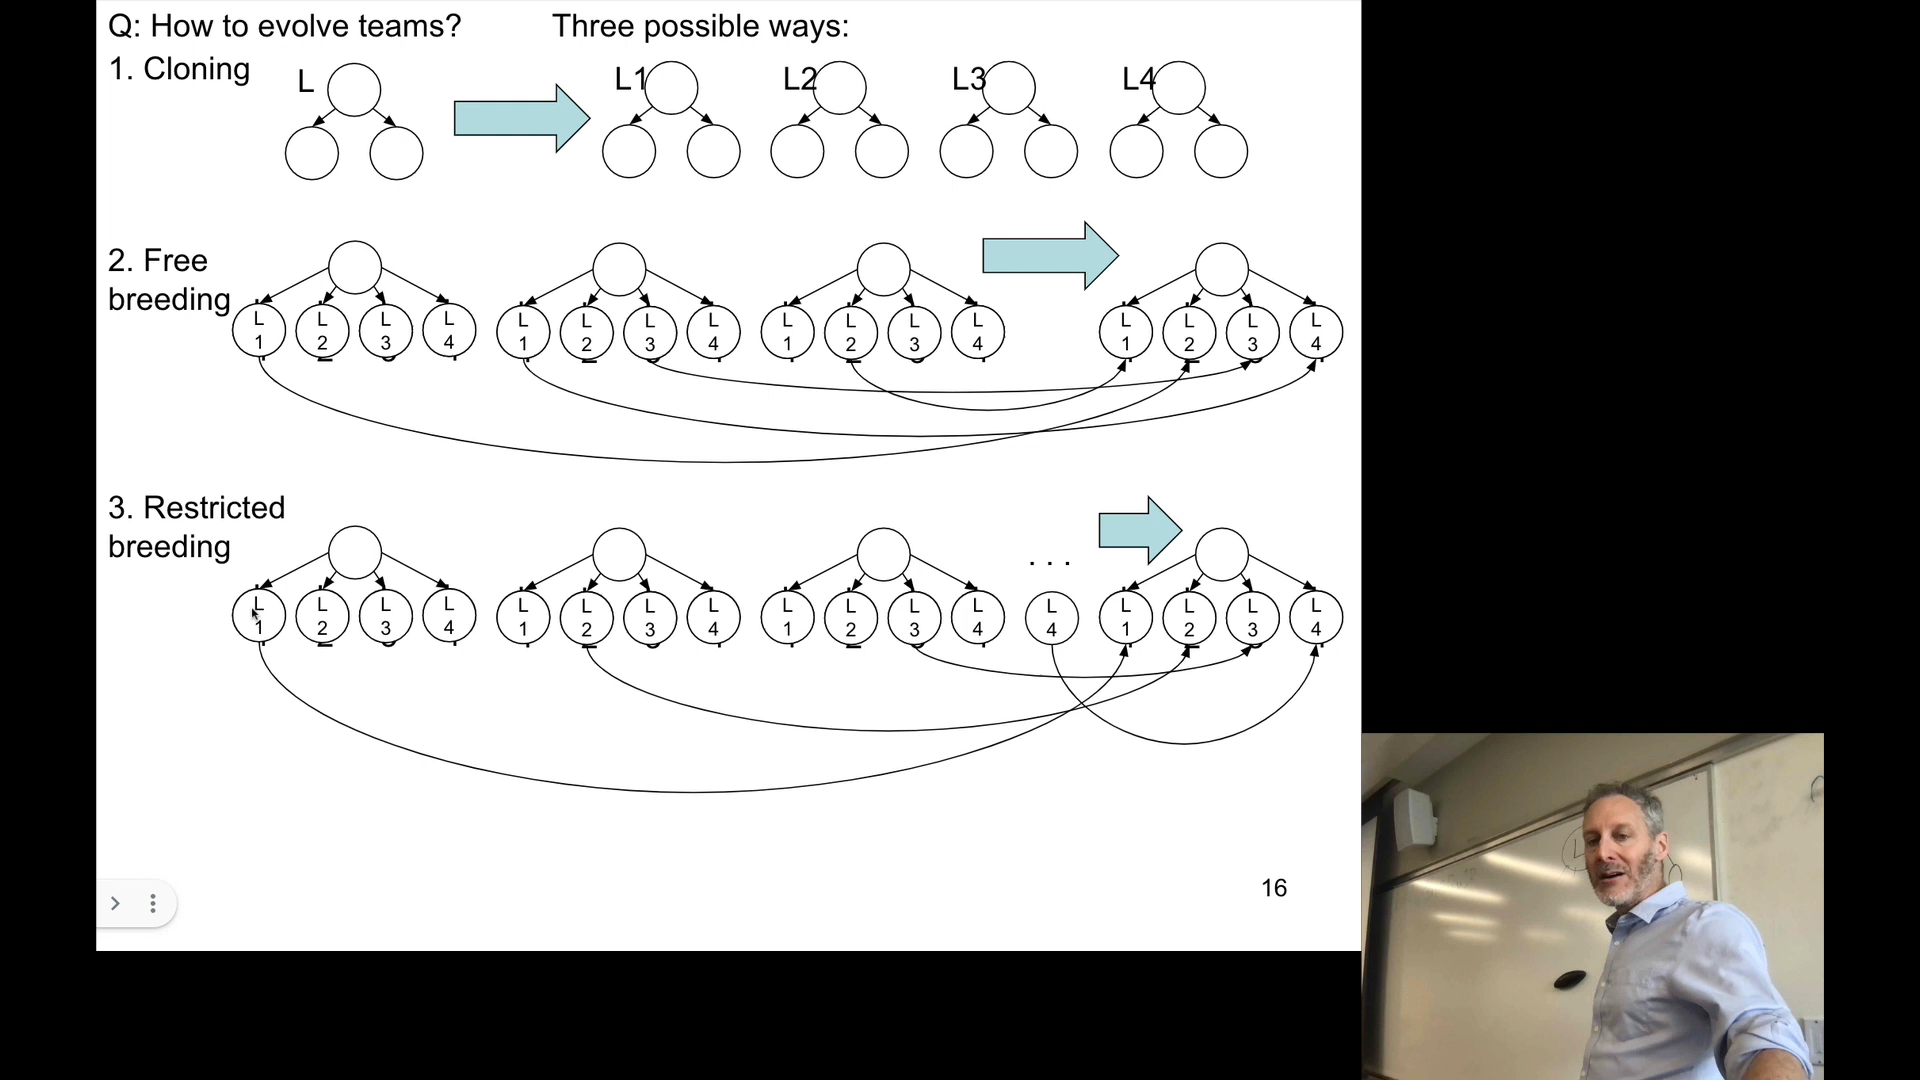 Q: How to evolve teams?
Three possible ways:
1. Cloning
L
L1
L2
L3
L4
2. Free
breeding
L
1
L
2
L
3
L
4
L
1
L
2
L
3
L
4
L
1
L
2
L
3
L
4
L
1
L
2
L
3
L
4
3. Restricted
breeding
. . .
L
1
L
2
L
3
L
4
L
1
L
2
L
3
L
4
L
1
L
2
L
3
L
4
L
4
L
1
L
2
L
3
L
4
16